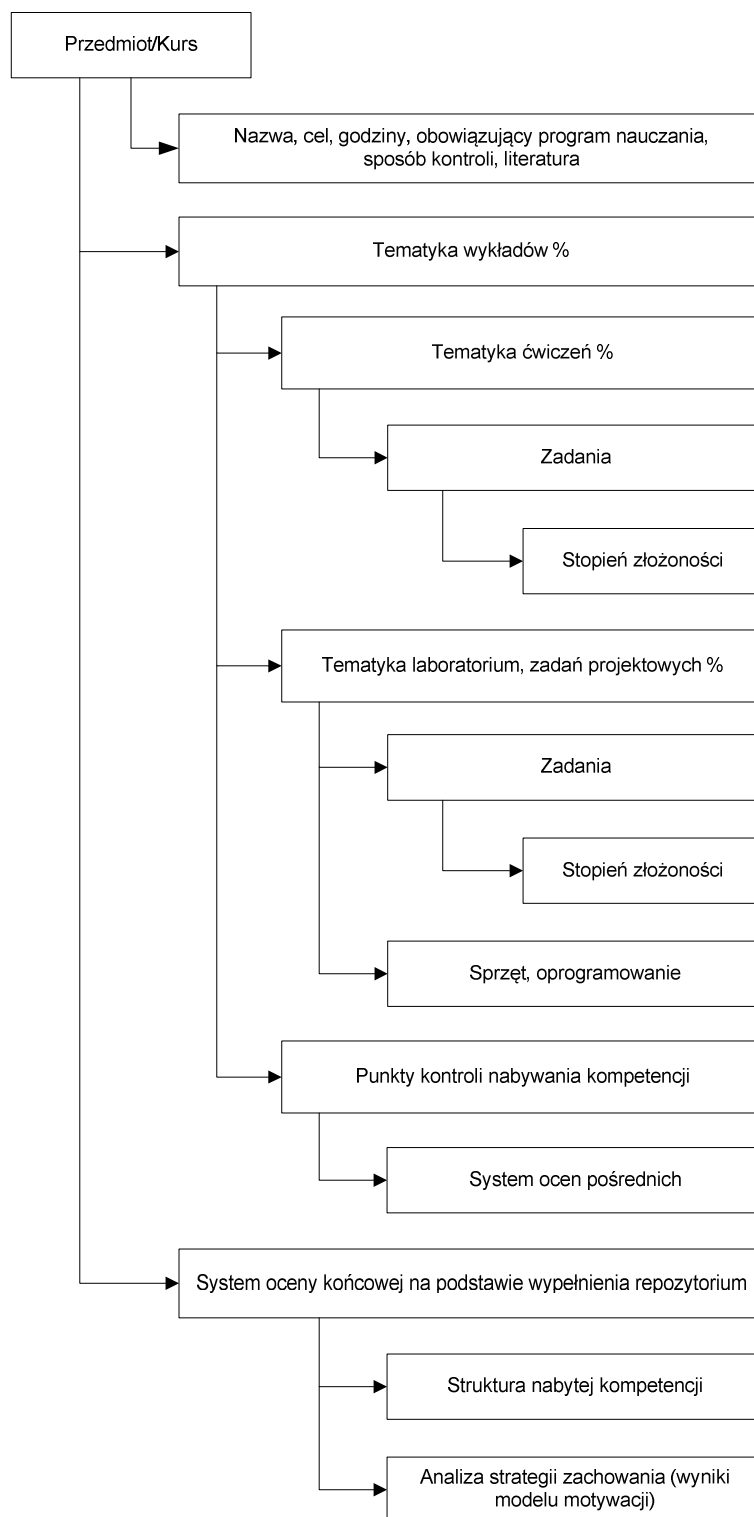 Przedmiot/Kurs
Nazwa, cel, godziny, obowiązujący program nauczania,
sposób kontroli, literatura
Tematyka wykładów %
Tematyka ćwiczeń %
Zadania
Stopień złożoności
Tematyka laboratorium, zadań projektowych %
Zadania
Stopień złożoności
Sprzęt, oprogramowanie
Punkty kontroli nabywania kompetencji
System ocen pośrednich
System oceny końcowej na podstawie wypełnienia repozytorium
Struktura nabytej kompetencji
Analiza strategii zachowania (wyniki
modelu motywacji)